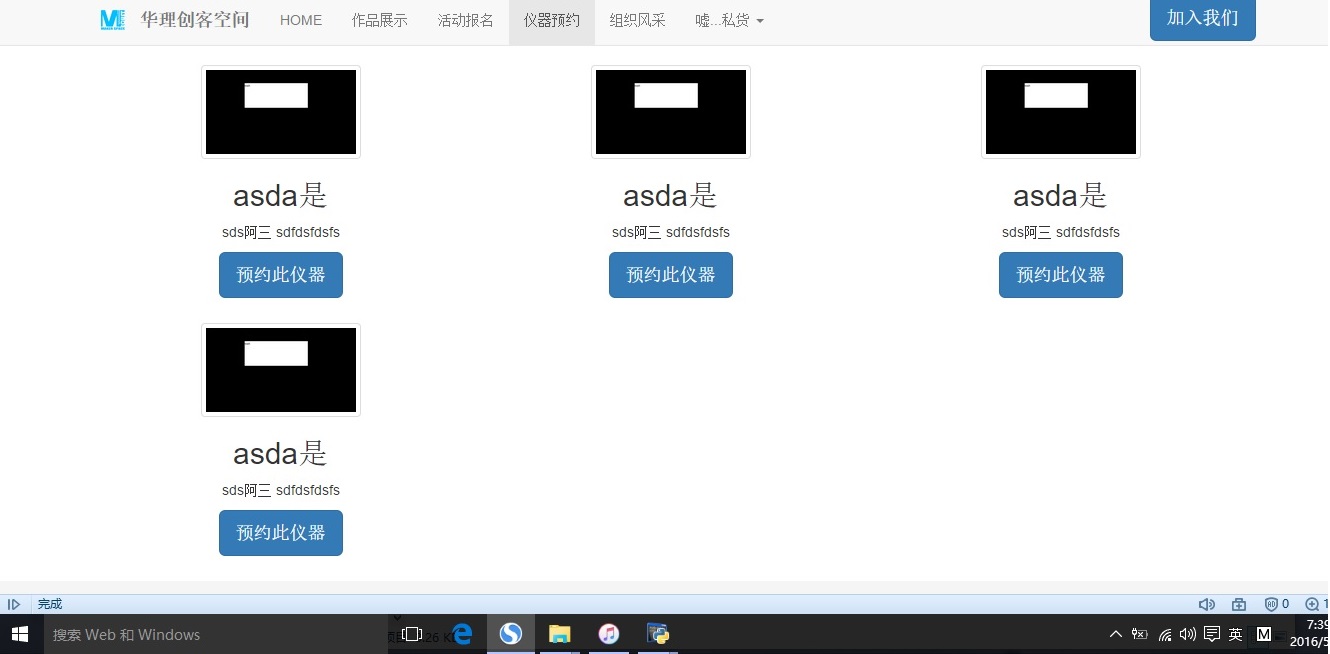 华理创客空间 HOME 作品展示 活动报名 仪器预约 组织风采 嘘...私货 加入我们
asda是 asda是 asda是
sds阿三 sdfdsfdsfs sds阿三 sdfdsfdsfs sds阿三 sdfdsfdsfs
预约此仪器 预约此仪器 预约此仪器
asda是
sds阿三 sdfdsfdsfs
预约此仪器
完成 0
搜索 Web 和 Windows 英 M 7:39
2016/5